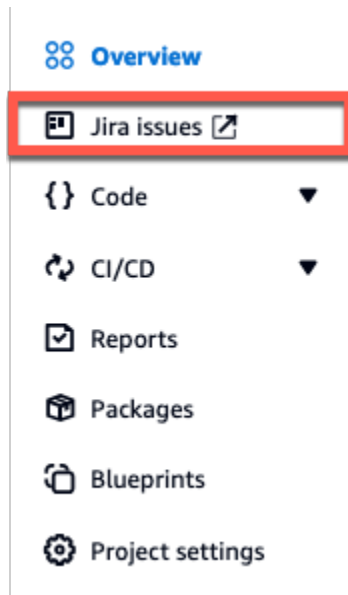 Overview
Jira issues
{} Code
CI/CD
Reports
Packages
Blueprints
Project settings